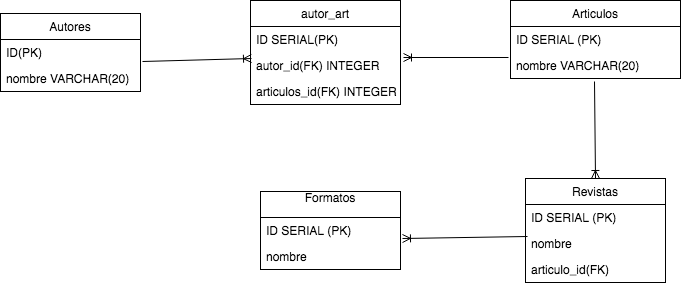 Autores
ID(PK)
nombre VARCHAR(20)
autor_art
ID SERIAL(PK)
autor_id(FK) INTEGER
articulos_id(FK) INTEGER
Articulos
ID SERIAL (PK)
nombre VARCHAR(20)
Formatos
ID SERIAL (PK)
nombre
Revistas
ID SERIAL (PK)
nombre
articulo_id(FK)